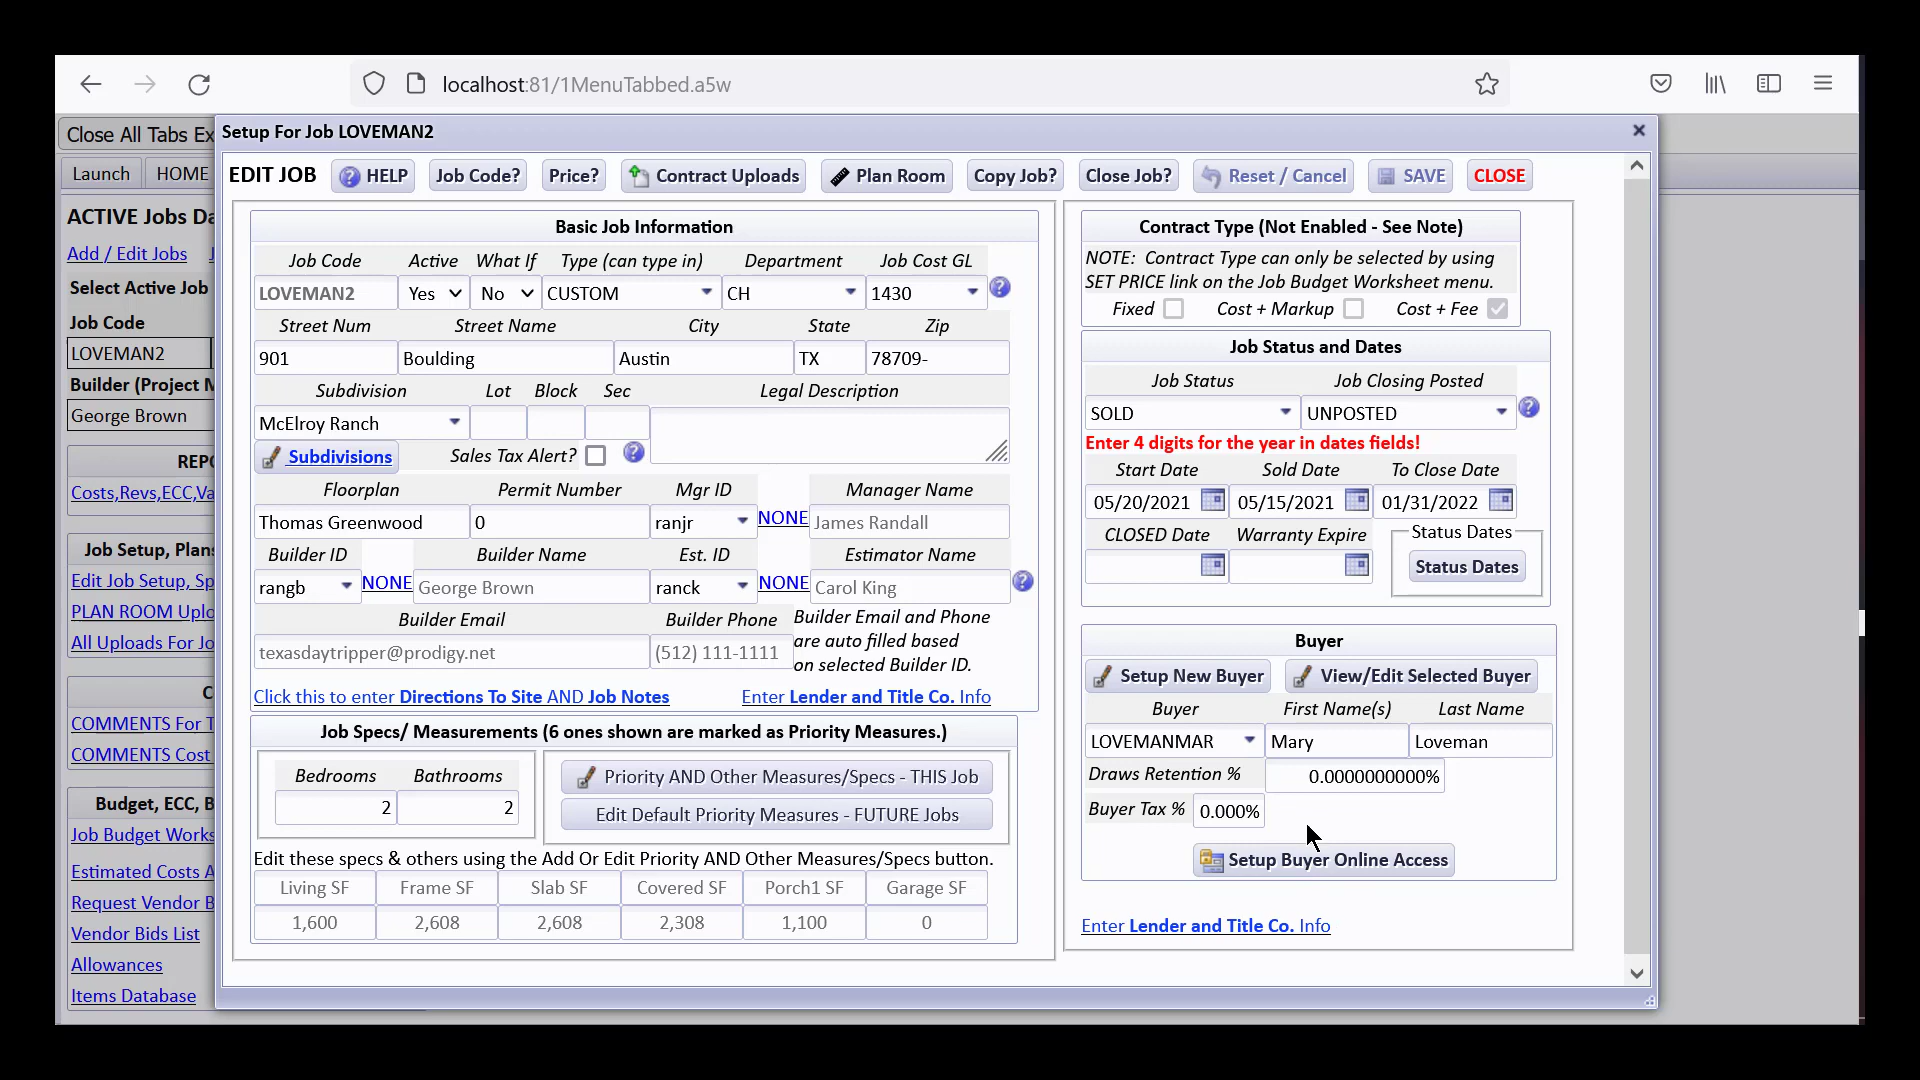 localhost:81/1MenuTabbed.a5w
Close All Tabs Ex
Setup For Job LOVEMAN2
Launch HOME
EDIT JOB HELP Job Code? Price? Contract Uploads Plan Room Copy Job? Close Job? Reset / Cancel SAVE CLOSE
ACTIVE Jobs Da
Add / Edit Jobs
Select Active Job
Job Code
LOVEMAN2
Builder (Project M
George Brown
REPO
Costs,Revs,ECC,Va
Job Setup, Plans
Edit Job Setup, Sp
PLAN ROOM Uplo
All Uploads For Jo
C
COMMENTS For T
COMMENTS Cost
Budget, ECC, B
Job Budget Works
Estimated Costs A
Request Vendor B
Vendor Bids List
Allowances
Items Database
Basic Job Information
Job Code Active What If Type (can type in) Department Job Cost GL
LOVEMAN2 Yes No CUSTOM CH 1430
Street Num Street Name City State Zip
901 Boulding Austin TX 78709-
Subdivision Lot Block Sec Legal Description
McElroy Ranch
Subdivisions Sales Tax Alert?
Floorplan Permit Number Mgr ID Manager Name
Thomas Greenwood 0 ranjr NONE James Randall
Builder ID Builder Name Est. ID Estimator Name
rangb NONE George Brown ranck NONE Carol King
Builder Email Builder Phone
texasdaytripper@prodigy.net (512) 111-1111
Builder Email and Phone
are auto filled based
on selected Builder ID.
Click this to enter Directions To Site AND Job Notes Enter Lender and Title Co. Info
Job Specs/ Measurements (6 ones shown are marked as Priority Measures.)
Bedrooms Bathrooms
2 2
Priority AND Other Measures/Specs - THIS Job
Edit Default Priority Measures - FUTURE Jobs
Edit these specs & others using the Add Or Edit Priority AND Other Measures/Specs button.
Living SF Frame SF Slab SF Covered SF Porch1 SF Garage SF
1,600 2,608 2,608 2,308 1,100 0
Contract Type (Not Enabled - See Note)
NOTE: Contract Type can only be selected by using
SET PRICE link on the Job Budget Worksheet menu.
Fixed Cost + Markup Cost + Fee
Job Status and Dates
Job Status Job Closing Posted
SOLD UNPOSTED
Enter 4 digits for the year in dates fields!
Start Date Sold Date To Close Date
05/20/2021 05/15/2021 01/31/2022
CLOSED Date Warranty Expire Status Dates
Status Dates
Buyer
Setup New Buyer View/Edit Selected Buyer
Buyer First Name(s) Last Name
LOVEMANMAR Mary Loveman
Draws Retention % 0.0000000000%
Buyer Tax % 0.000%
Setup Buyer Online Access
Enter Lender and Title Co. Info